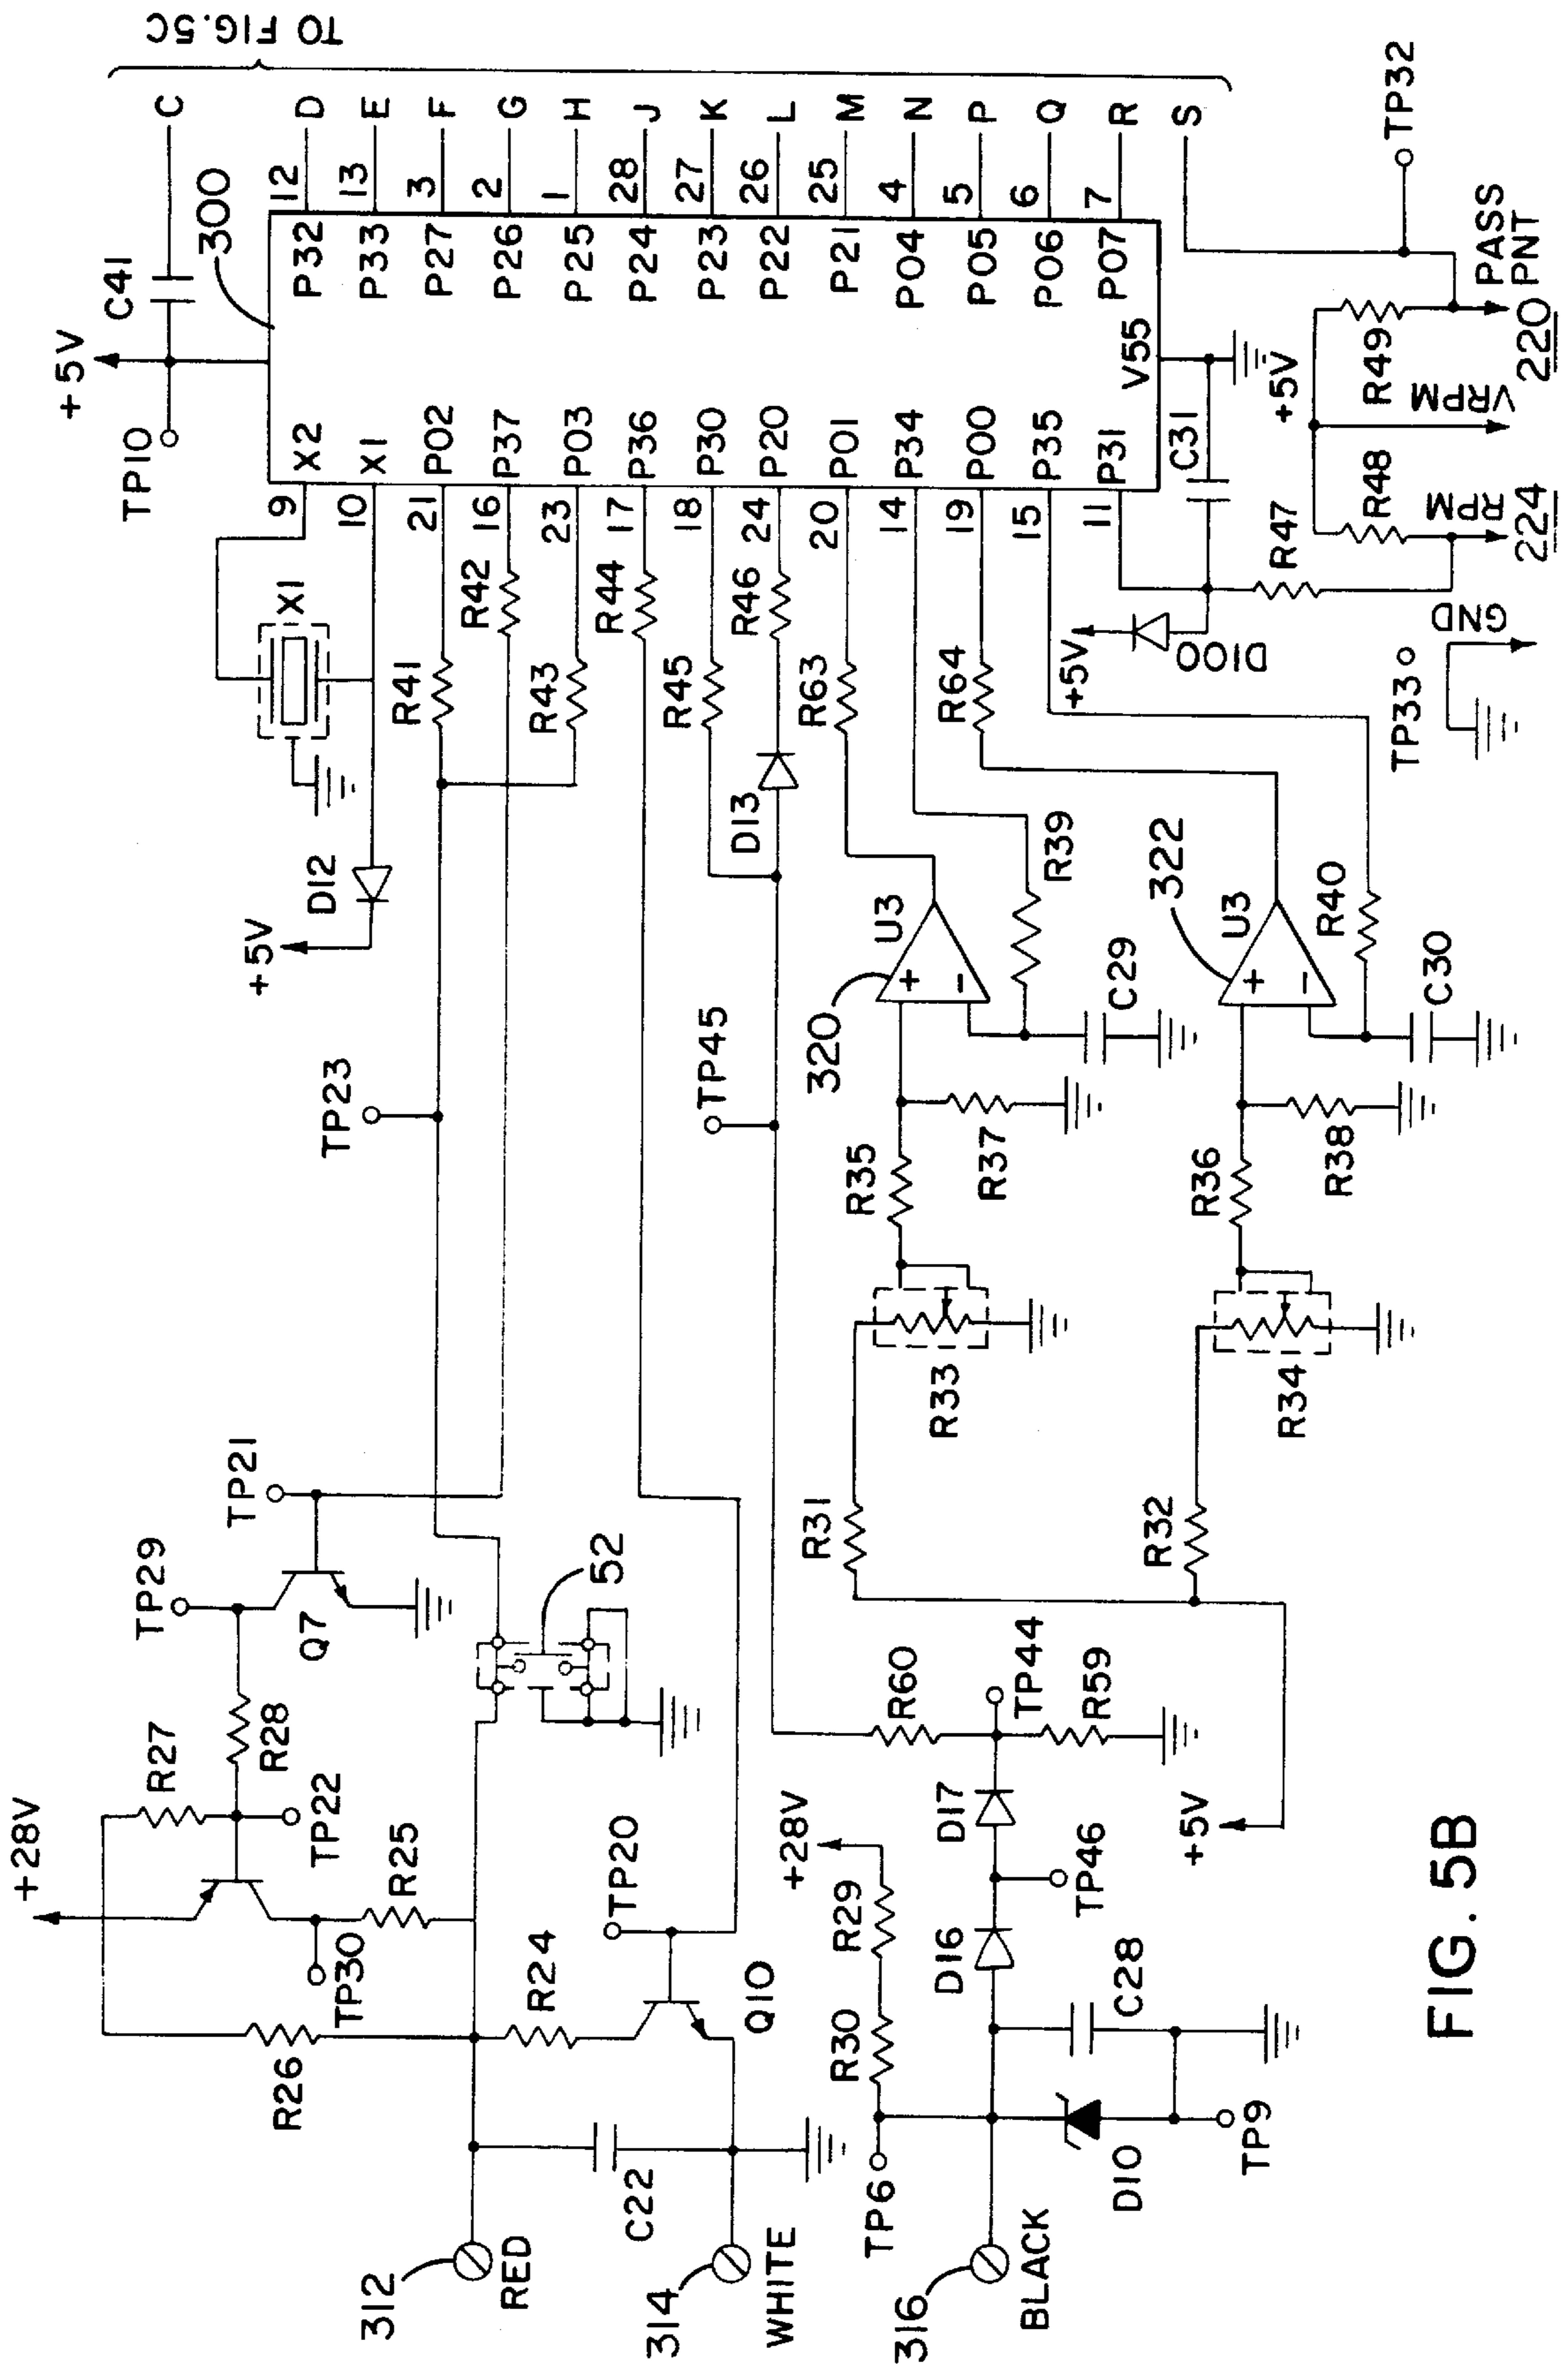 TO FIG. 5C
+5V
TP10
C41
C
300
X2
X1
P02
P37
P03
P36
P30
P20
P01
P34
P00
P35
P31
P32
P33
P27
P26
P25
P24
P23
P22
P21
P04
P05
P06
P07
V55
9
10
21
16
23
17
18
24
20
14
19
15
11
12
13
3
2
1
28
27
26
25
4
5
6
7
D
E
F
G
H
J
K
L
M
N
P
Q
R
S
X1
D12
+5V
R41
R42
R43
R44
R45
R46
D13
R63
R64
TP23
TP45
+28V
R27
R28
TP29
TP21
Q7
TP22
R25
TP30
R26
R24
TP20
Q10
C22
52
312
RED
314
WHITE
316
BLACK
TP6
R30
R29
+28V
D16
D17
TP46
C28
D10
TP9
R60
TP44
R59
+5V
R31
R32
R33
R34
R35
R36
R37
R38
320
U3
R39
C29
322
U3
R40
C30
C31
D100
+5V
R47
R48
R49
+5V
VRPM
RPM
224
PASS
PNT
220
TP32
TP33
GND
FIG. 5B